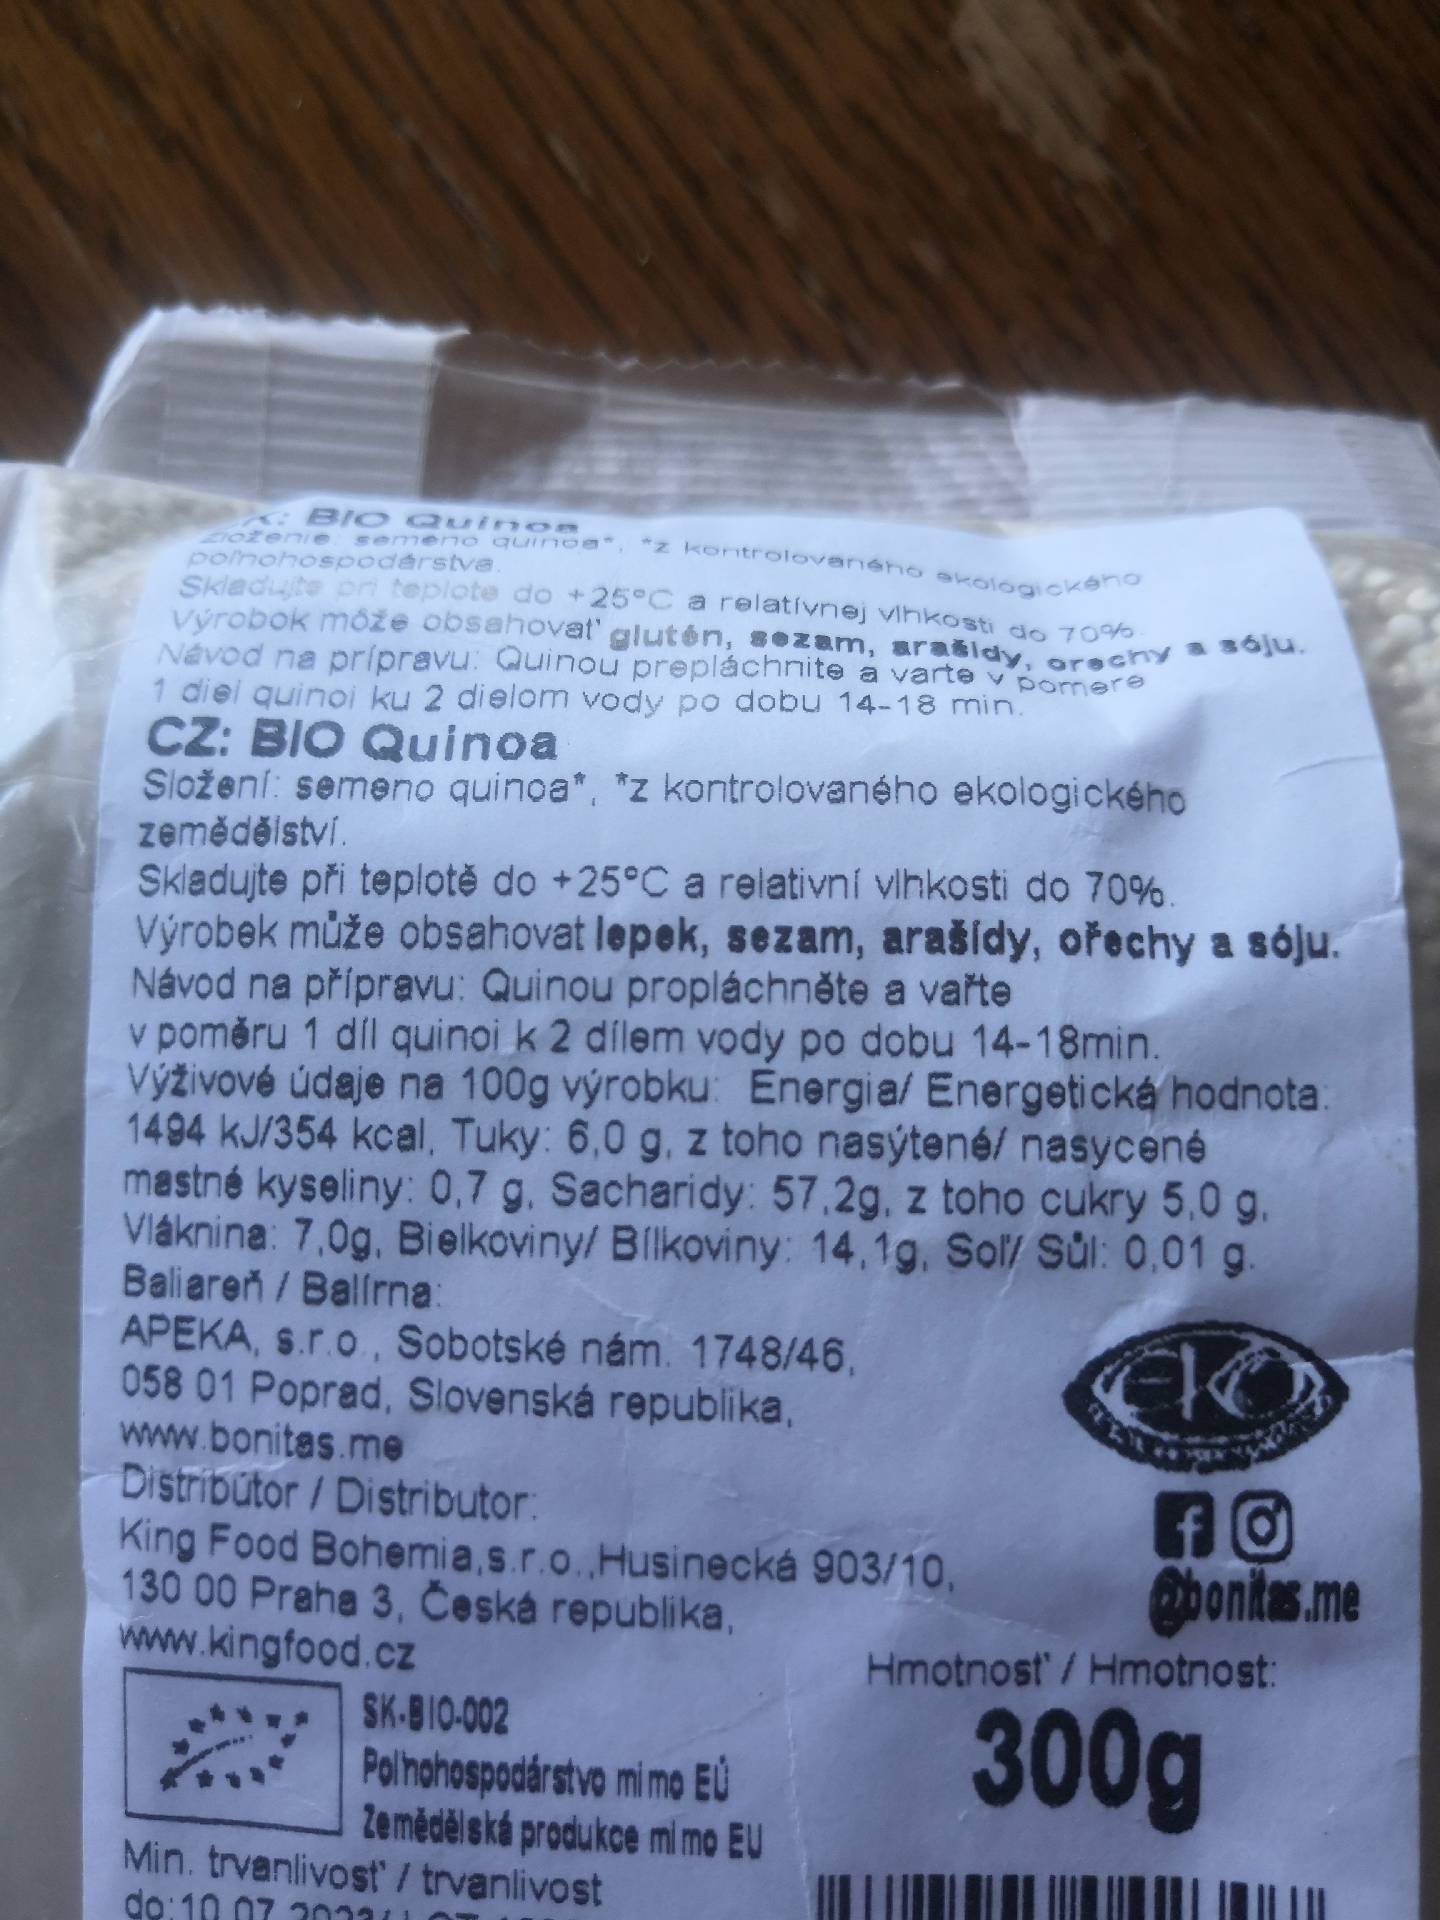 K: BIO Quinoa
Zloženie: semeno quinoa*, *z kontrolovaného ekologického
poľnohospodárstva.
Skladujte pri teplote do +25°C a relatívnej vlhkosti do 70%.
Výrobok môže obsahovať glutén, sezam, arašidy, orechy a sóju.
Návod na prípravu: Quinou prepláchnite a varte v pomere
1 diel quinoi ku 2 dielom vody po dobu 14-18 min.
CZ: BIO Quinoa
Složení: semeno quinoa*, *z kontrolovaného ekologického
zemědělství.
Skladujte při teplotě do +25°C a relativní vlhkosti do 70%.
Výrobek může obsahovat lepek, sezam, arašídy, ořechy a sóju.
Návod na přípravu: Quinou propláchněte a vařte
v poměru 1 díl quinoi k 2 dílem vody po dobu 14-18min.
Výživové údaje na 100g výrobku: Energia/ Energetická hodnota:
1494 kJ/354 kcal, Tuky: 6,0 g, z toho nasýtené/ nasycené
mastné kyseliny: 0,7 g, Sacharidy: 57,2g, z toho cukry 5,0 g,
Vláknina: 7,0g, Bielkoviny/ Bílkoviny: 14,1g, Soľ/ Sůl: 0,01 g.
Baliareň / Balírna:
APEKA, s.r.o., Sobotské nám. 1748/46,
058 01 Poprad, Slovenská republika,
www.bonitas.me
Distribútor / Distributor:
King Food Bohemia,s.r.o.,Husinecká 903/10,
130 00 Praha 3, Česká republika,
www.kingfood.cz
eko
@bonitas.me
Hmotnosť / Hmotnost:
300g
SK-BIO-002
Poľnohospodárstvo mimo EÚ
Zemědělská produkce mimo EU
Min. trvanlivosť / trvanlivost
do:10.07